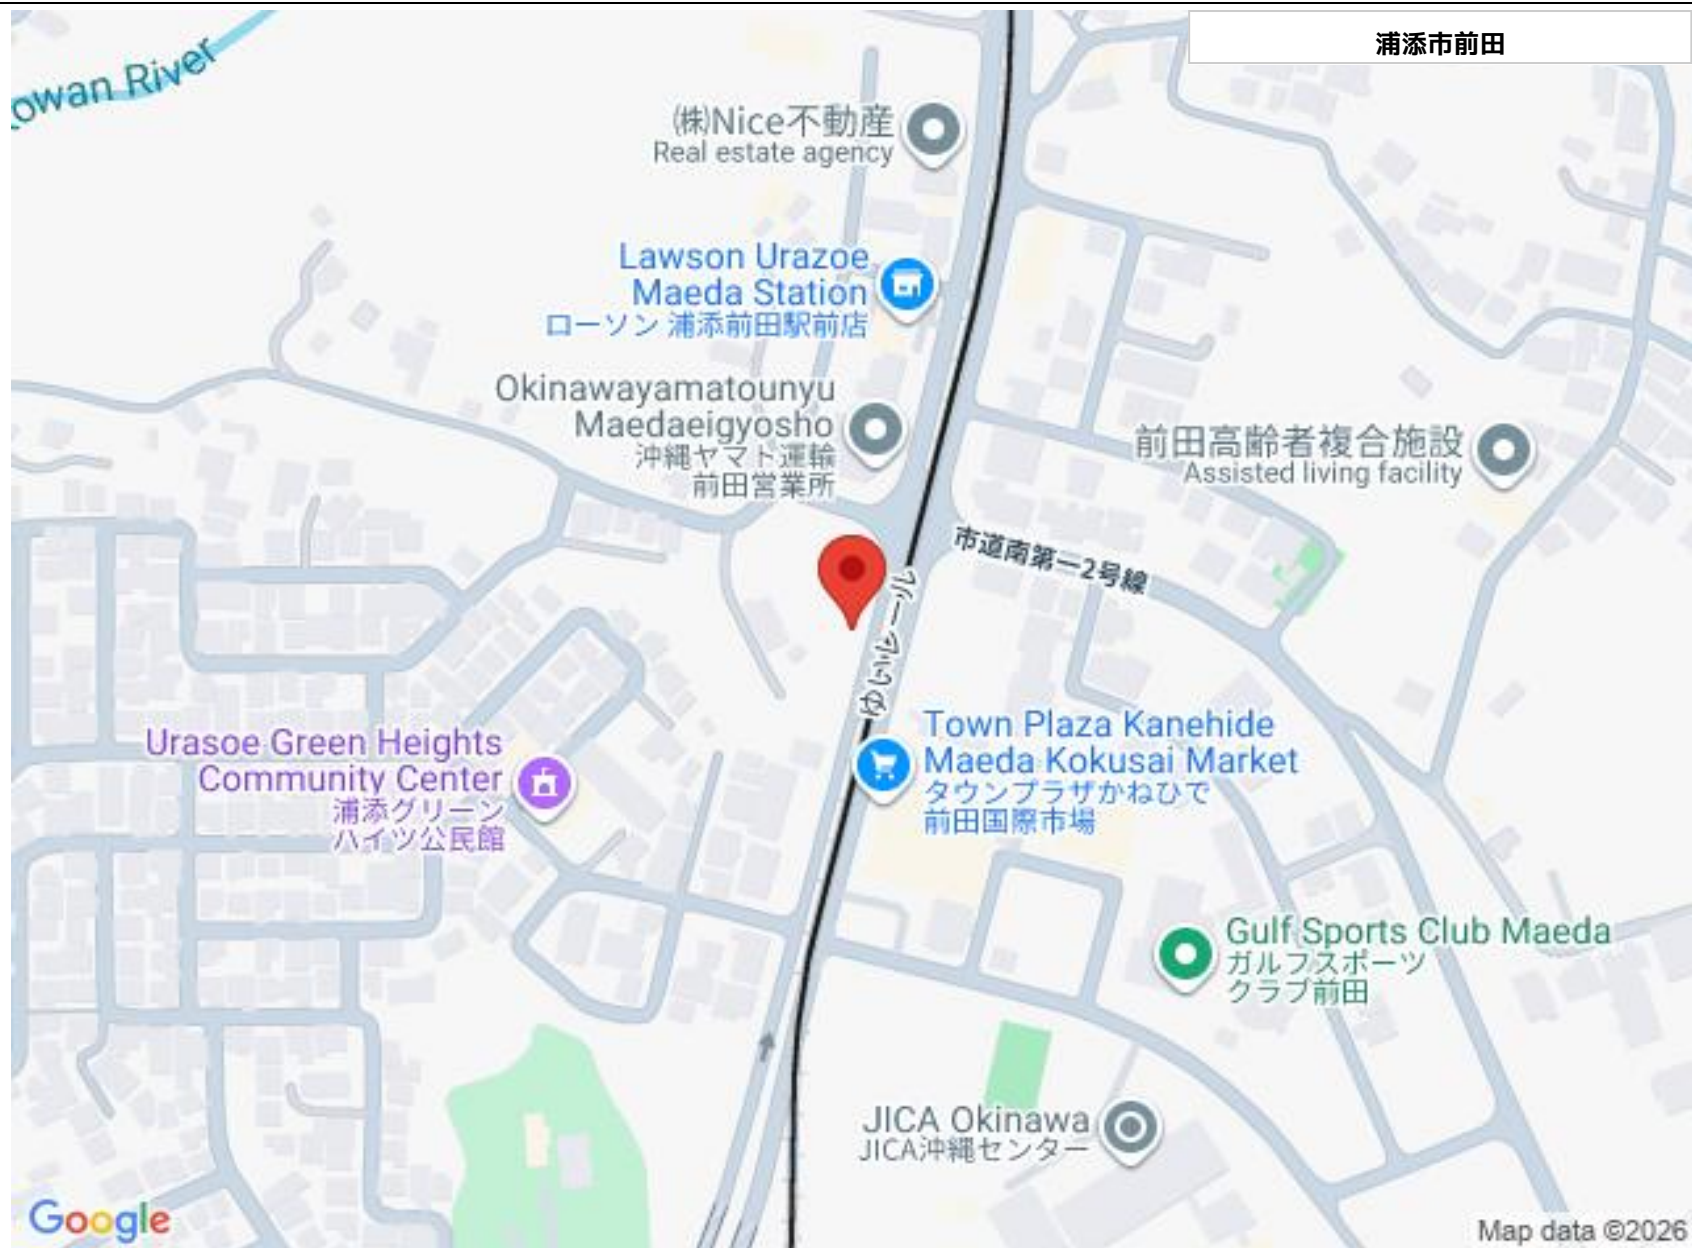 浦添市前田
owan River
㈱Nice不動産
Real estate agency
Lawson Urazoe
Maeda Station
ローソン 浦添前田駅前店
Okinawayamatounyu
Maedaeigyosho
沖縄ヤマト運輸
前田営業所
前田高齢者複合施設
Assisted living facility
市道南第一2号線
ゆいレール
Town Plaza Kanehide
Maeda Kokusai Market
タウンプラザかねひで
前田国際市場
Urasoe Green Heights
Community Center
浦添グリーン
ハイツ公民館
Gulf Sports Club Maeda
ガルフスポーツ
クラブ前田
JICA Okinawa
JICA沖縄センター
Google
Map data ©2026